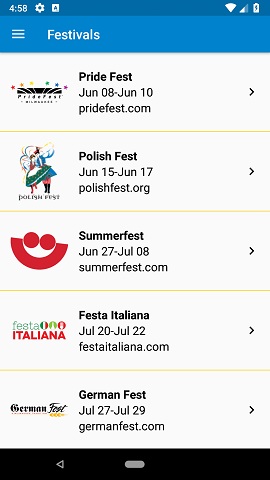 4:58
Festivals
PrideFest
MILWAUKEE
Pride Fest
Jun 08-Jun 10
pridefest.com
POLISH FEST
Polish Fest
Jun 15-Jun 17
polishfest.org
Summerfest
Jun 27-Jul 08
summerfest.com
festa
ITALIANA
Festa Italiana
Jul 20-Jul 22
festaitaliana.com
German Fest
German Fest
Jul 27-Jul 29
germanfest.com